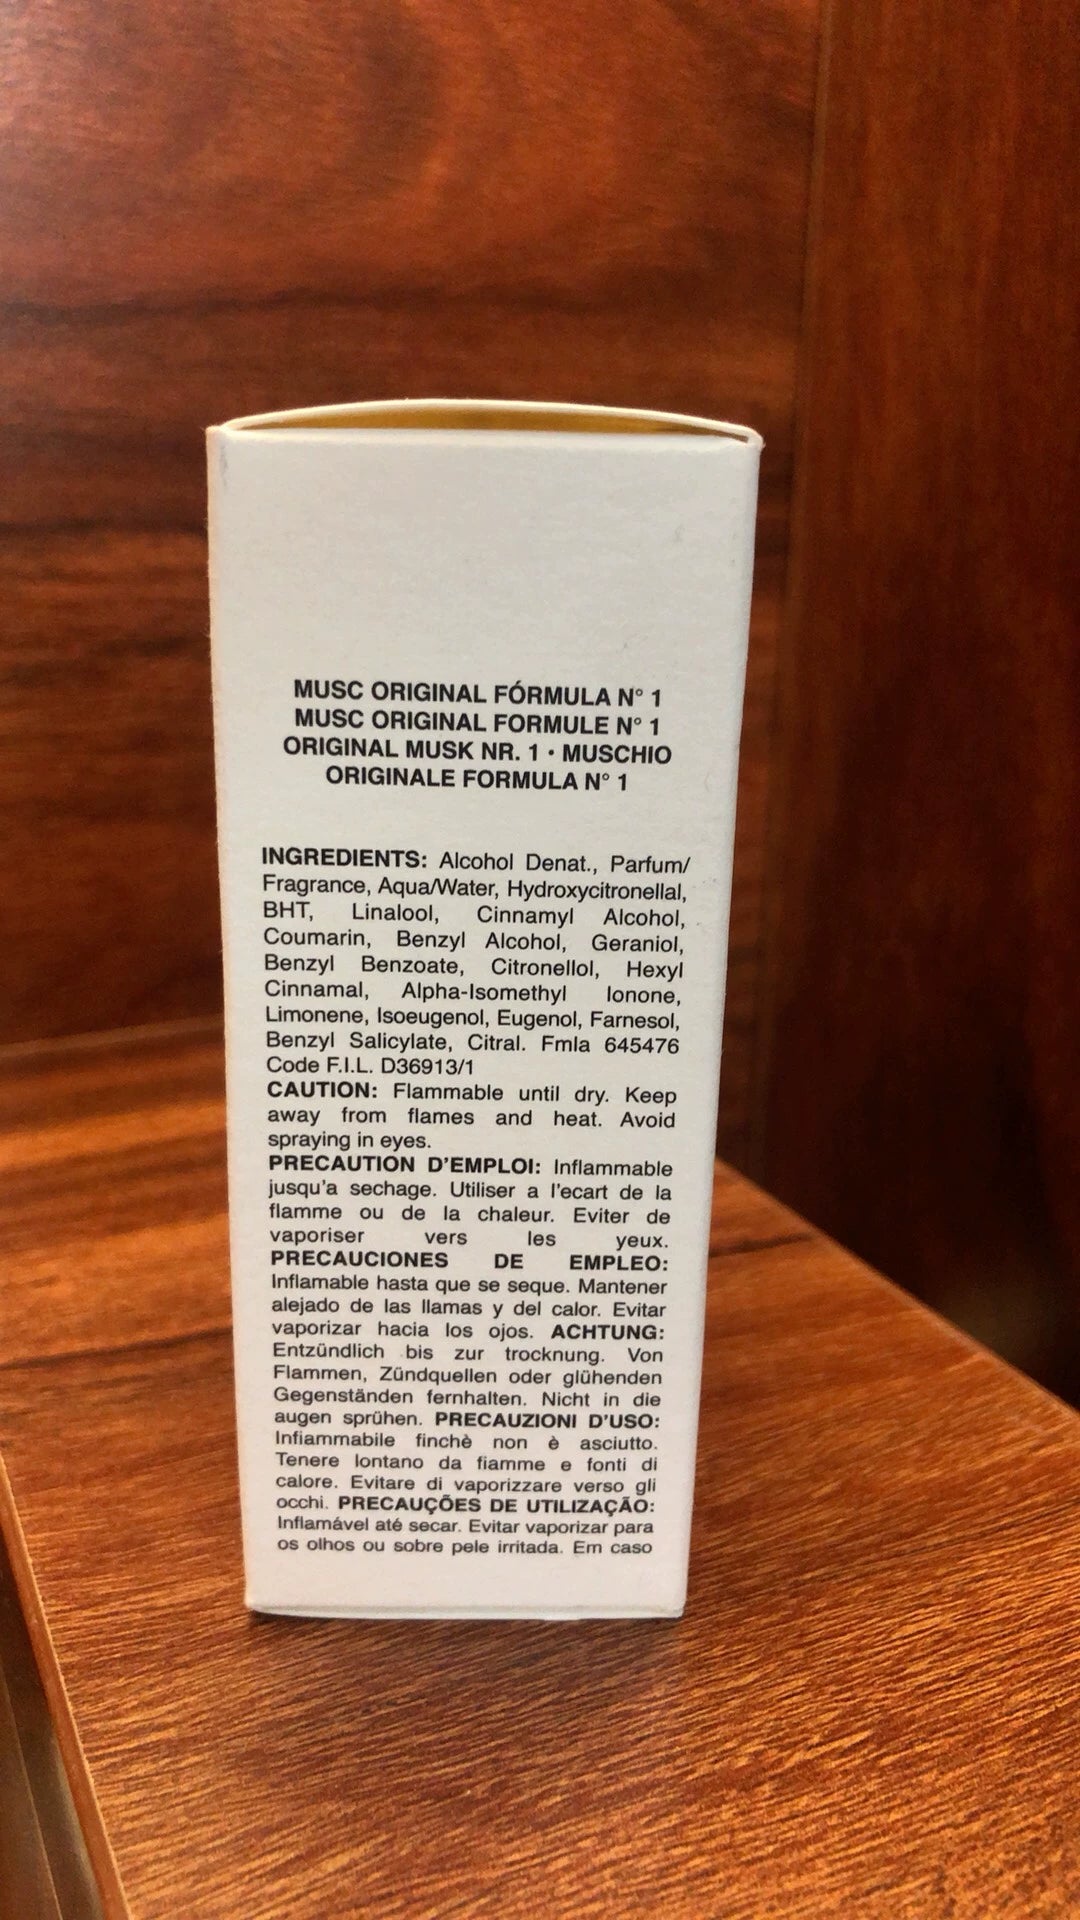 MUSC ORIGINAL FÓRMULA N° 1
MUSC ORIGINAL FORMULE N° 1
ORIGINAL MUSK NR. 1 • MUSCHIO
ORIGINALE FORMULA N° 1
INGREDIENTS: Alcohol Denat., Parfum/
Fragrance, Aqua/Water, Hydroxycitronellal,
BHT, Linalool, Cinnamyl Alcohol,
Coumarin, Benzyl Alcohol, Geraniol,
Benzyl Benzoate, Citronellol, Hexyl
Cinnamal, Alpha-Isomethyl Ionone,
Limonene, Isoeugenol, Eugenol, Farnesol,
Benzyl Salicylate, Citral. Fmla 645476
Code F.I.L. D36913/1
CAUTION: Flammable until dry. Keep
away from flames and heat. Avoid
spraying in eyes.
PRECAUTION D'EMPLOI: Inflammable
jusqu'a sechage. Utiliser a l'ecart de la
flamme ou de la chaleur. Eviter de
vaporiser vers les yeux.
PRECAUCIONES DE EMPLEO:
Inflamable hasta que se seque. Mantener
alejado de las llamas y del calor. Evitar
vaporizar hacia los ojos. ACHTUNG:
Entzündlich bis zur trocknung. Von
Flammen, Zündquellen oder glühenden
Gegenständen fernhalten. Nicht in die
augen sprühen. PRECAUZIONI D'USO:
Infiammabile finchè non è asciutto.
Tenere lontano da fiamme e fonti di
calore. Evitare di vaporizzare verso gli
occhi. PRECAUÇÕES DE UTILIZAÇÃO:
Inflamável até secar. Evitar vaporizar para
os olhos ou sobre pele irritada. Em caso